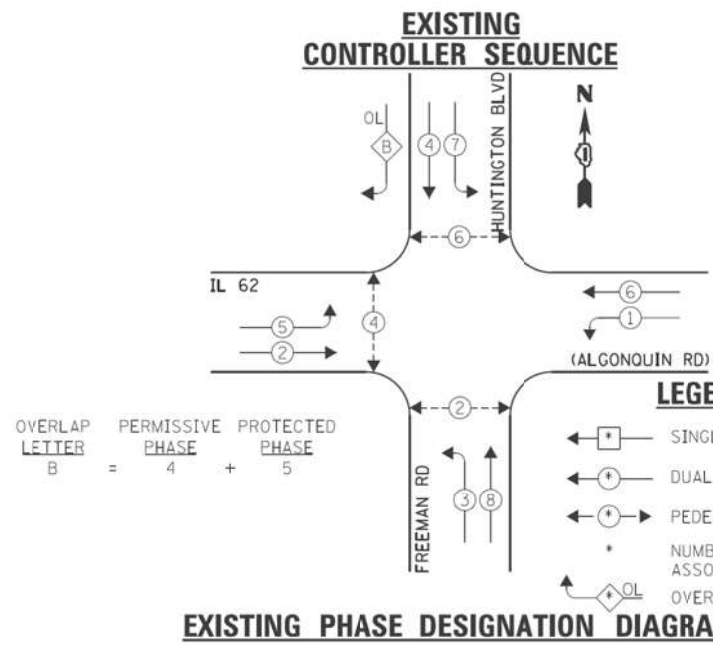 EXISTING
CONTROLLER SEQUENCE
HUNTINGTON BLVD
N
OL
B
4
7
6
IL 62
5
2
4
6
1
(ALGONQUIN RD)
2
3
8
FREEMAN RD
OVERLAP PERMISSIVE PROTECTED
LETTER PHASE PHASE
B = 4 + 5
* 
*
*
*
* OL
EXISTING PHASE DESIGNATION